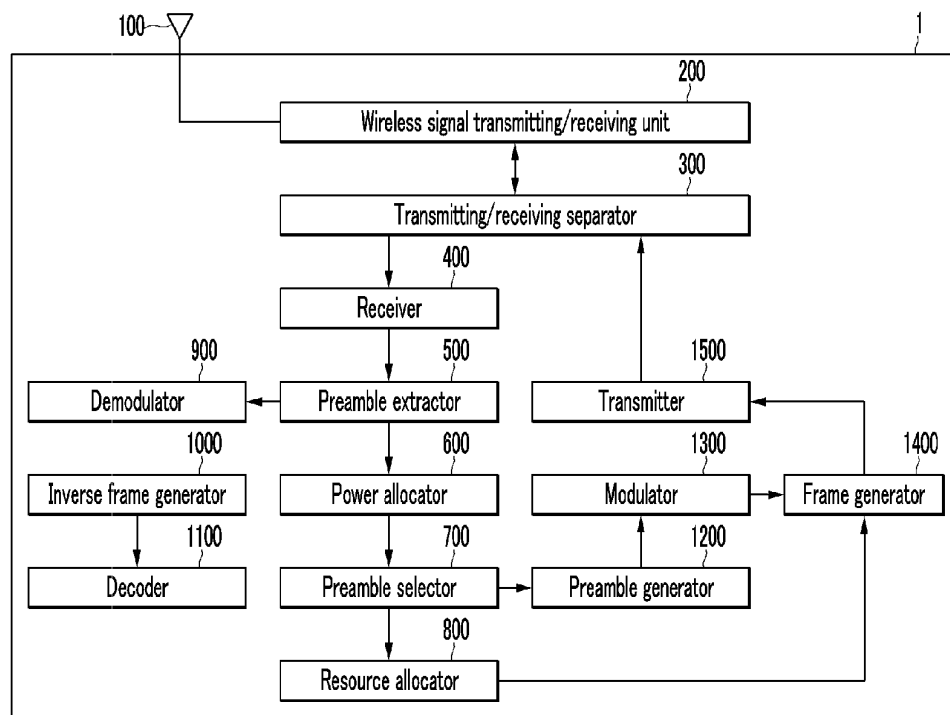 100
1
200
Wireless signal transmitting/receiving unit
300
Transmitting/receiving separator
400
Receiver
900
500
1500
Demodulator
Preamble extractor
Transmitter
1000
600
1300
1400
Inverse frame generator
Power allocator
Modulator
Frame generator
1100
700
1200
Decoder
Preamble selector
Preamble generator
800
Resource allocator